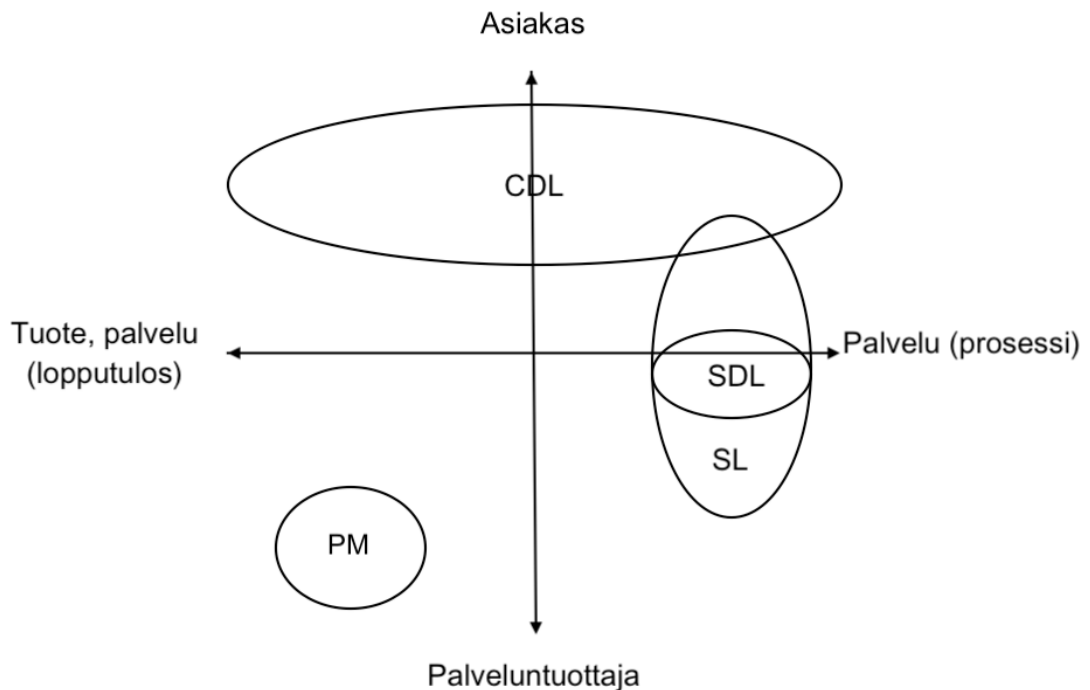 Asiakas
CDL
Tuote, palvelu
(lopputulos)
Palvelu (prosessi)
SDL
SL
PM
Palveluntuottaja